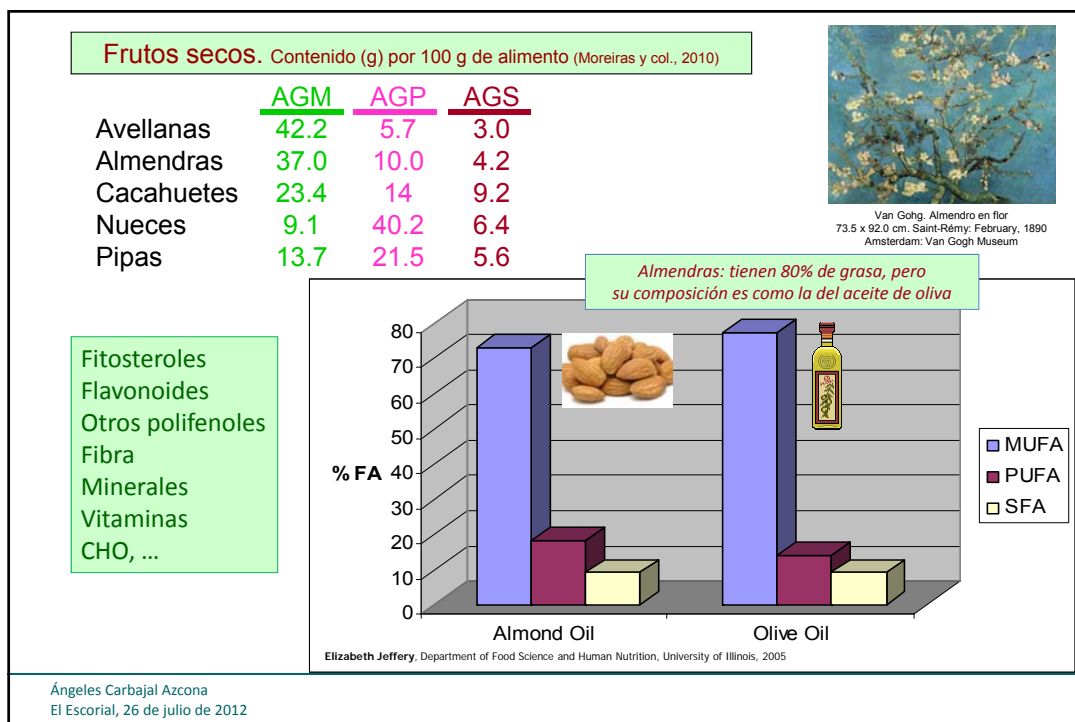 Frutos secos. Contenido (g) por 100 g de alimento (Moreiras y col., 2010)
AGM AGP AGS
Avellanas 42.2 5.7 3.0
Almendras 37.0 10.0 4.2
Cacahuetes 23.4 14 9.2
Nueces 9.1 40.2 6.4
Pipas 13.7 21.5 5.6
Van Gohg. Almendro en flor
73.5 x 92.0 cm. Saint-Rémy: February, 1890
Amsterdam: Van Gogh Museum
Almendras: tienen 80% de grasa, pero
su composición es como la del aceite de oliva
Fitosteroles
Flavonoides
Otros polifenoles
Fibra
Minerales
Vitaminas
CHO, …
80
70
60
50
% FA 40
30
20
10
0
Almond Oil Olive Oil
MUFA
PUFA
SFA
Elizabeth Jeffery, Department of Food Science and Human Nutrition, University of Illinois, 2005
Ángeles Carbajal Azcona
El Escorial, 26 de julio de 2012